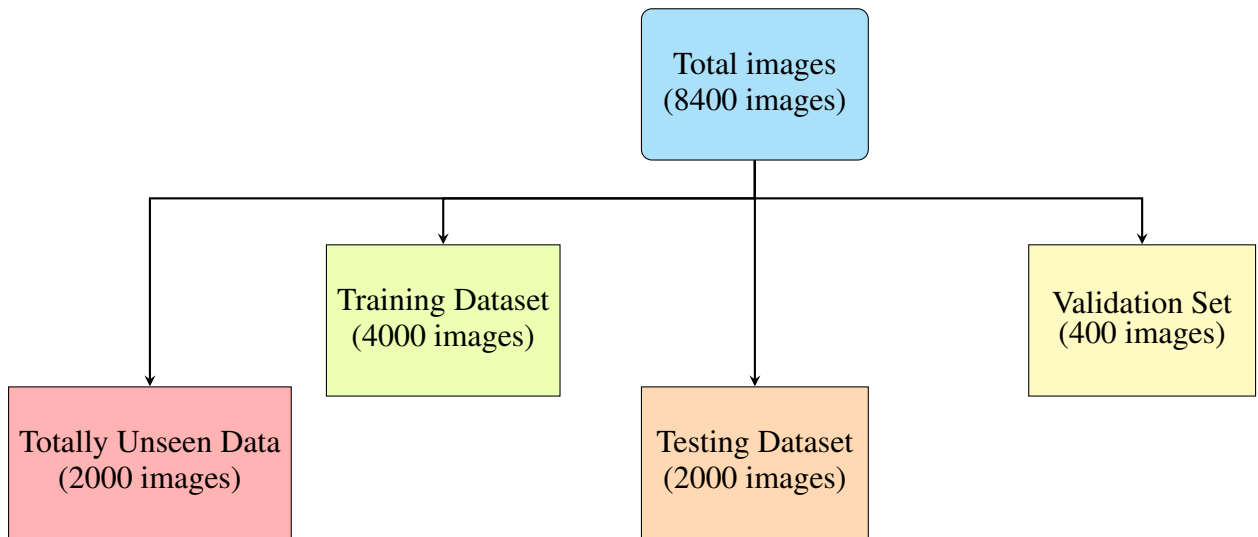 Total images
(8400 images)
Training Dataset
(4000 images)
Validation Set
(400 images)
Totally Unseen Data
(2000 images)
Testing Dataset
(2000 images)